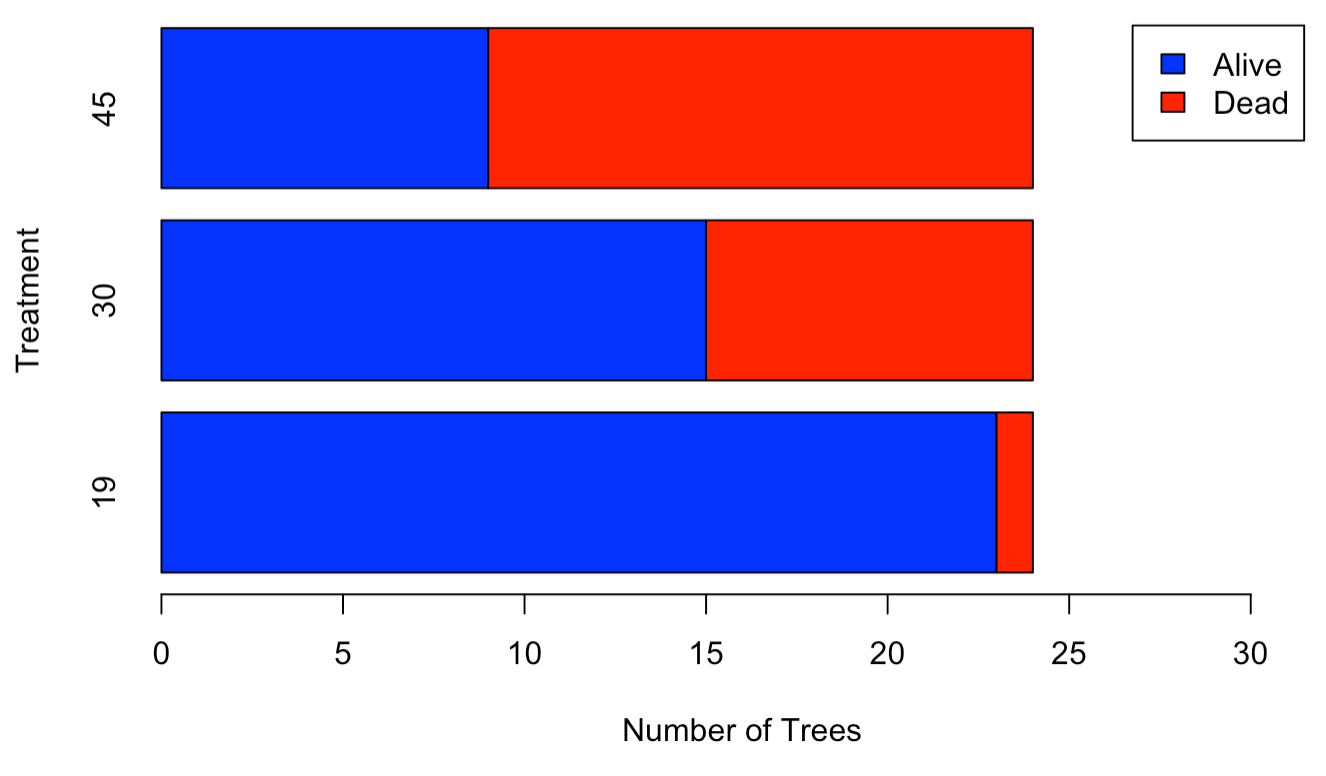 Alive
Dead
Treatment
45
30
19
0 5 10 15 20 25 30
Number of Trees